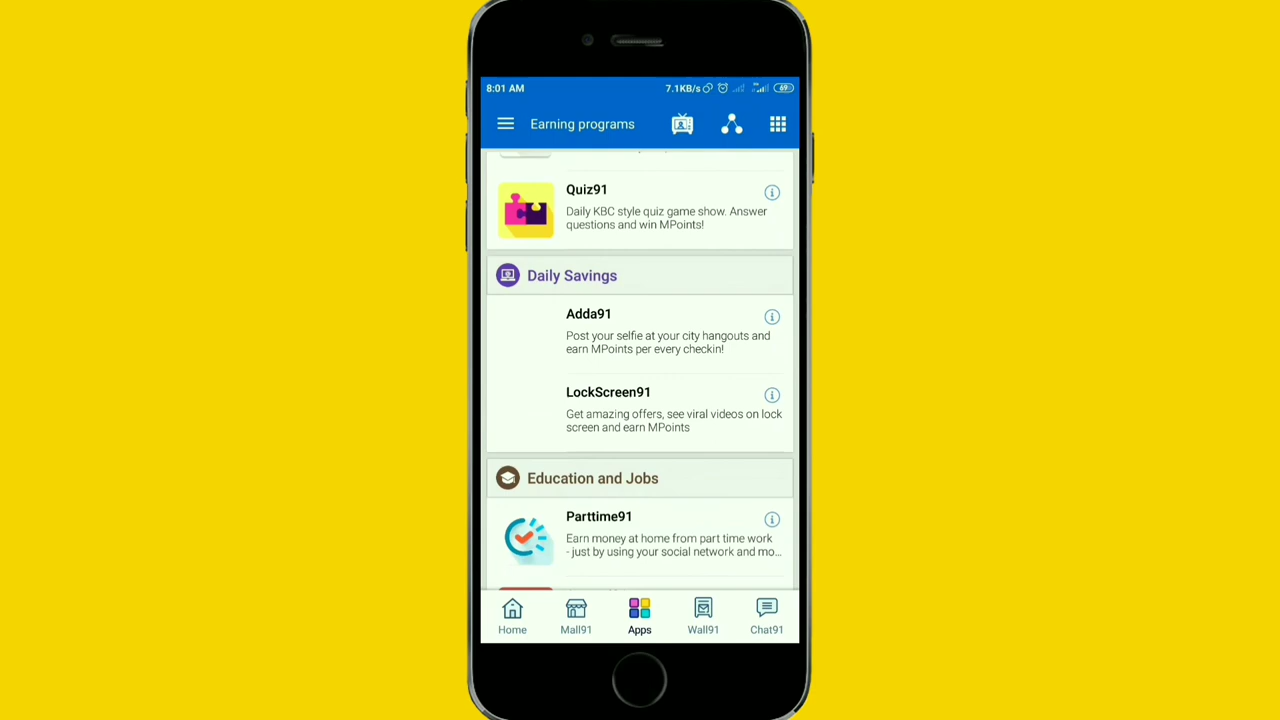 8:01 AM
7.1KB/s
69
Earning programs
Quiz91
Daily KBC style quiz game show. Answer
questions and win MPoints!
Daily Savings
Adda91
Post your selfie at your city hangouts and
earn MPoints per every checkin!
LockScreen91
Get amazing offers, see viral videos on lock
screen and earn MPoints
Education and Jobs
Parttime91
Earn money at home from part time work
- just by using your social network and mo...
Home
Mall91
Apps
Wall91
Chat91